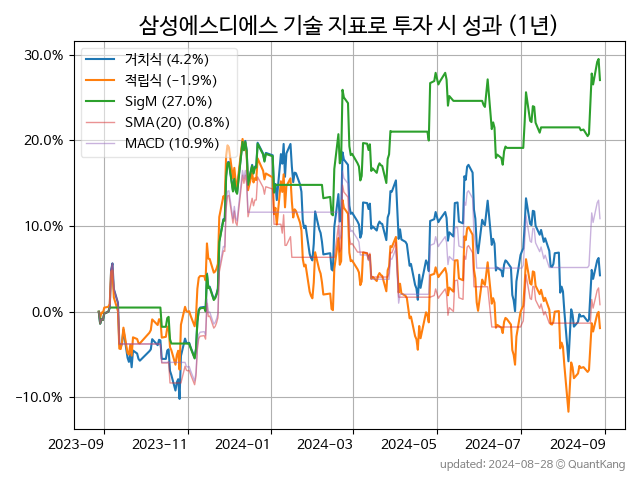 삼성에스디에스 기술 지표로 투자 시 성과 (1년)
30.0%
20.0%
10.0%
0.0%
−10.0%
거치식 (4.2%)
적립식 (−1.9%)
SigM (27.0%)
SMA(20) (0.8%)
MACD (10.9%)
2023-09 2023-11 2024-01 2024-03 2024-05 2024-07 2024-09
updated: 2024-08-28 © QuantKang